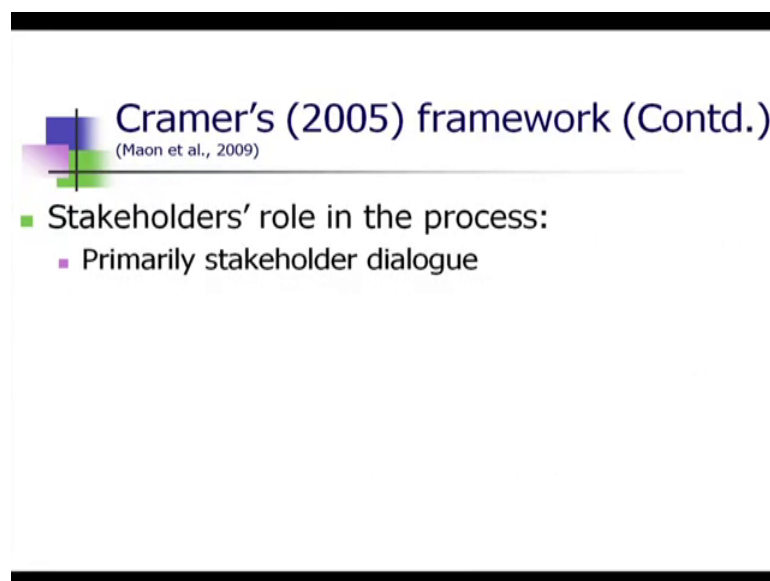 Cramer's (2005) framework (Contd.)
(Maon et al., 2009)
Stakeholders' role in the process:
Primarily stakeholder dialogue